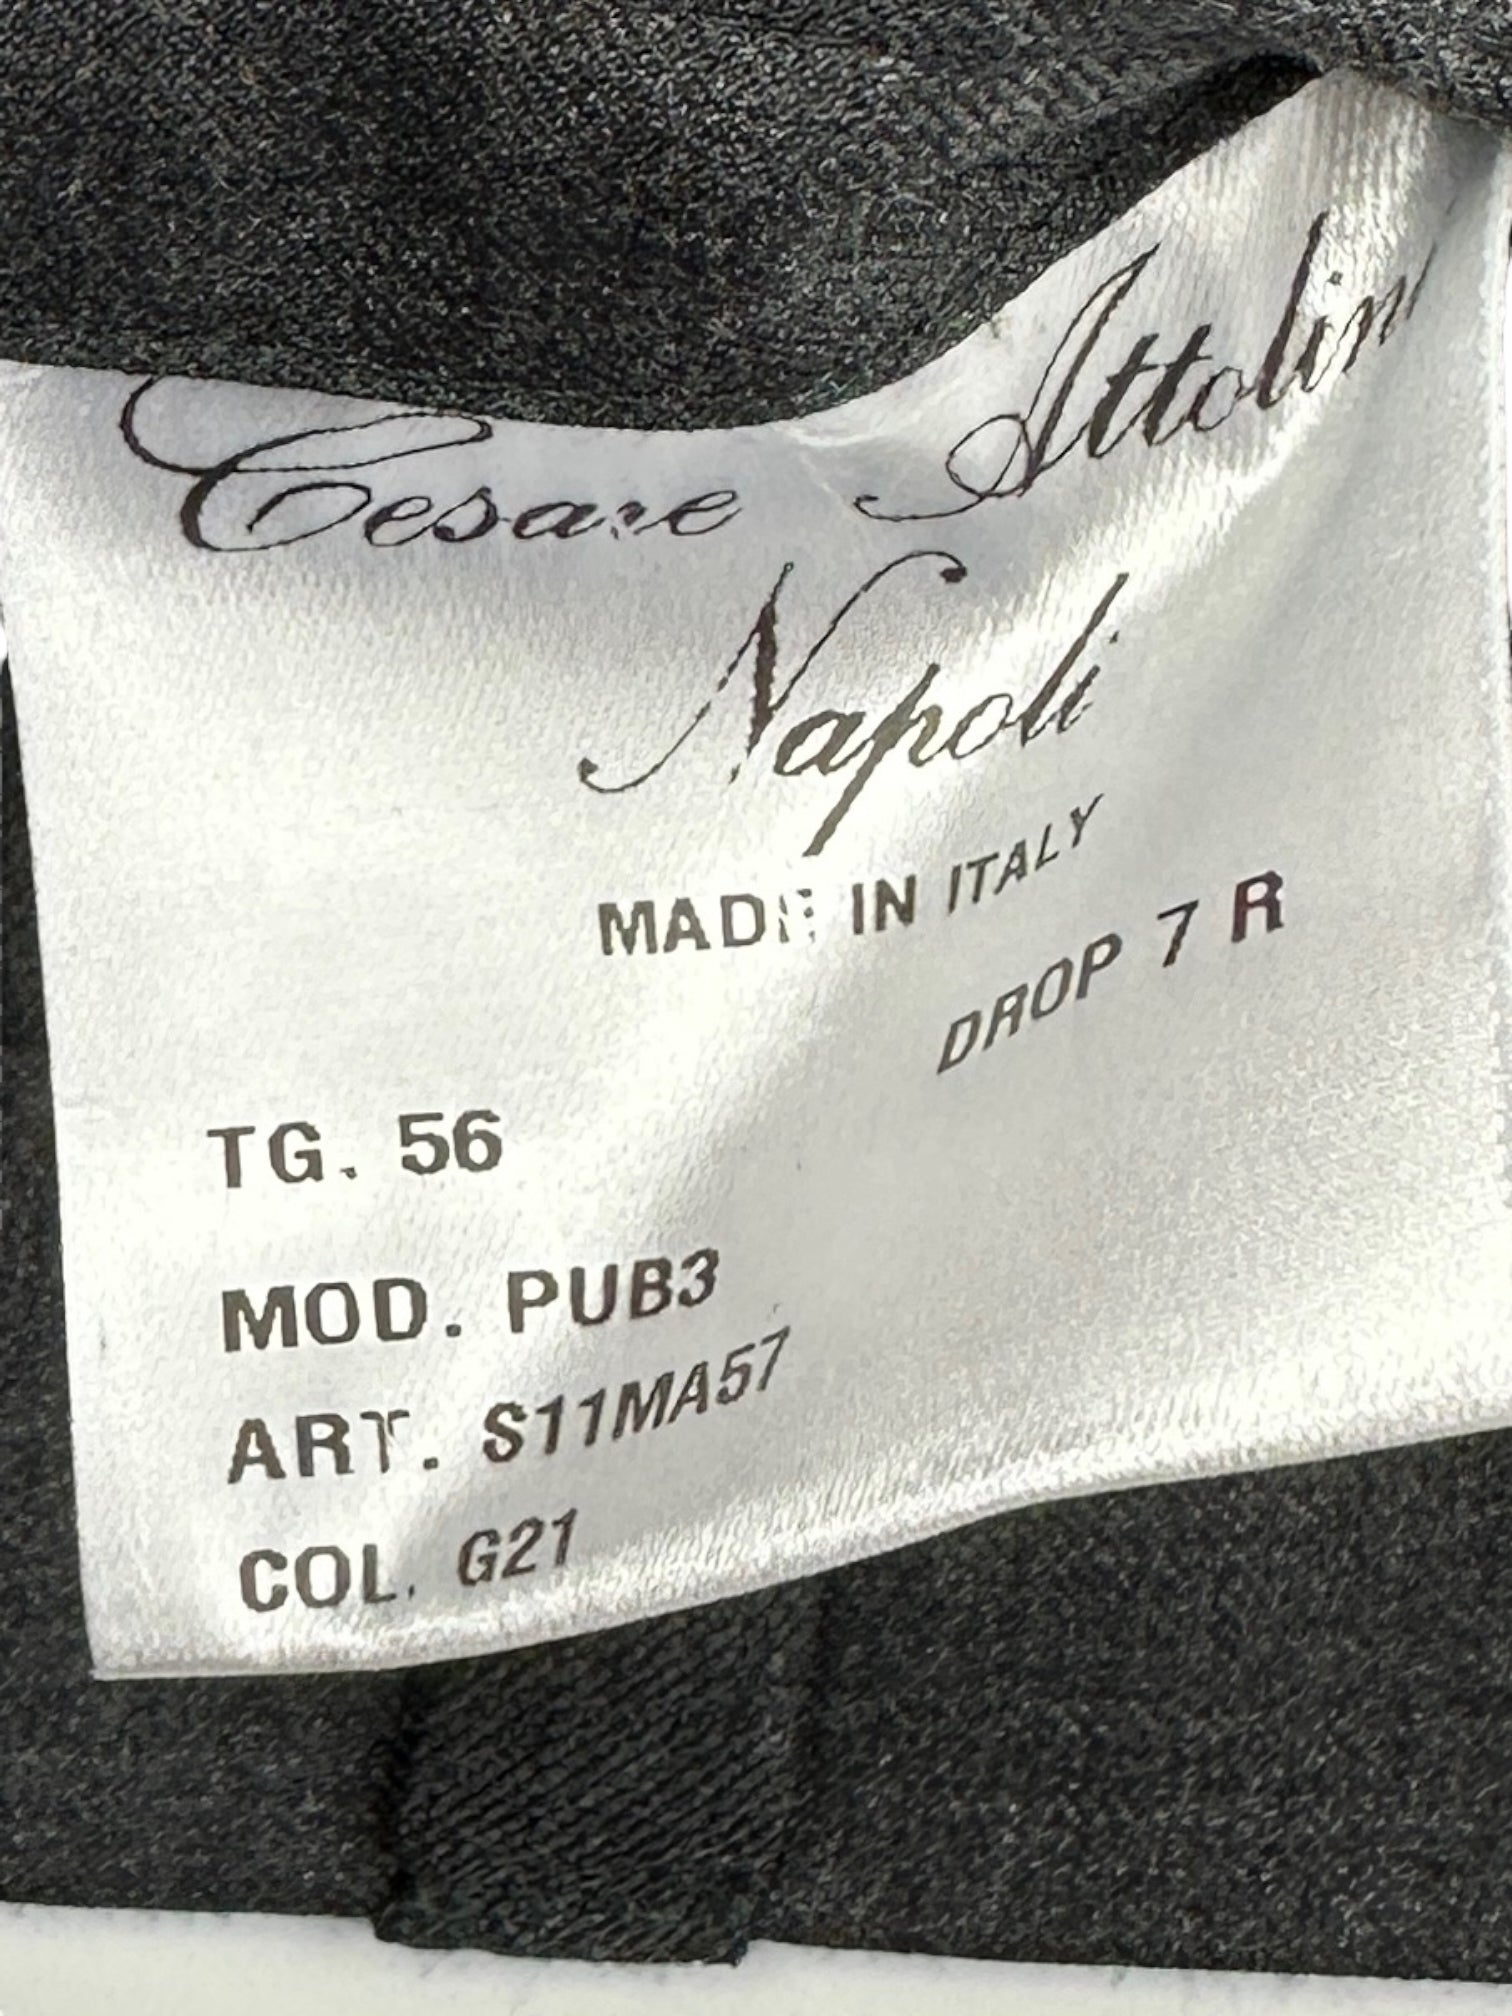 Cesare Attolini
Napoli
MADE IN ITALY
DROP 7 R
TG. 56
MOD. PUB3
ART. S11MA57
COL. G21